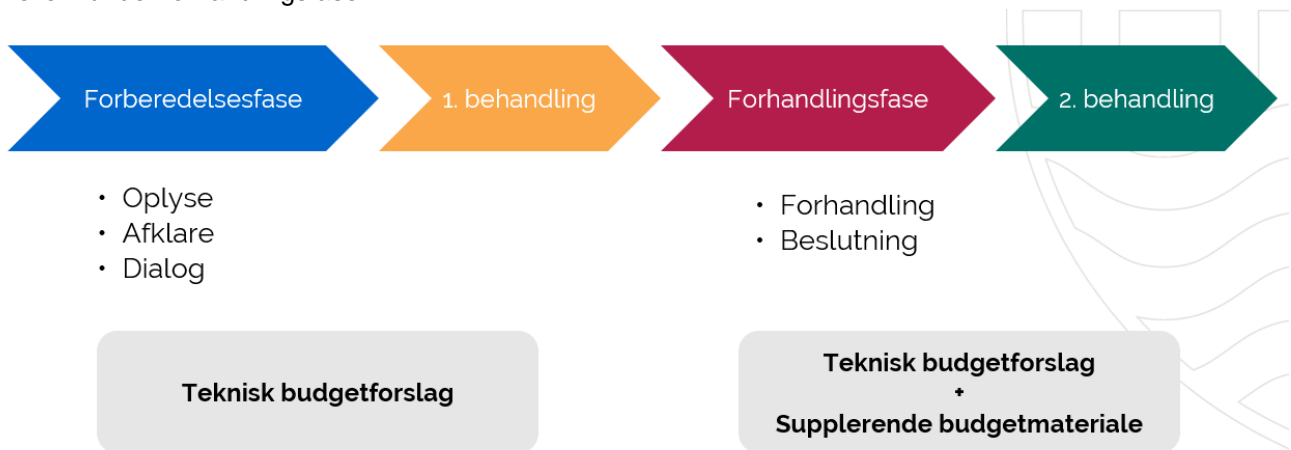 Forberedelsesfase
1. behandling
Forhandlingsfase
2. behandling
• Oplyse
• Afklare
• Dialog
• Forhandling
• Beslutning
Teknisk budgetforslag
Teknisk budgetforslag
+
Supplerende budgetmateriale